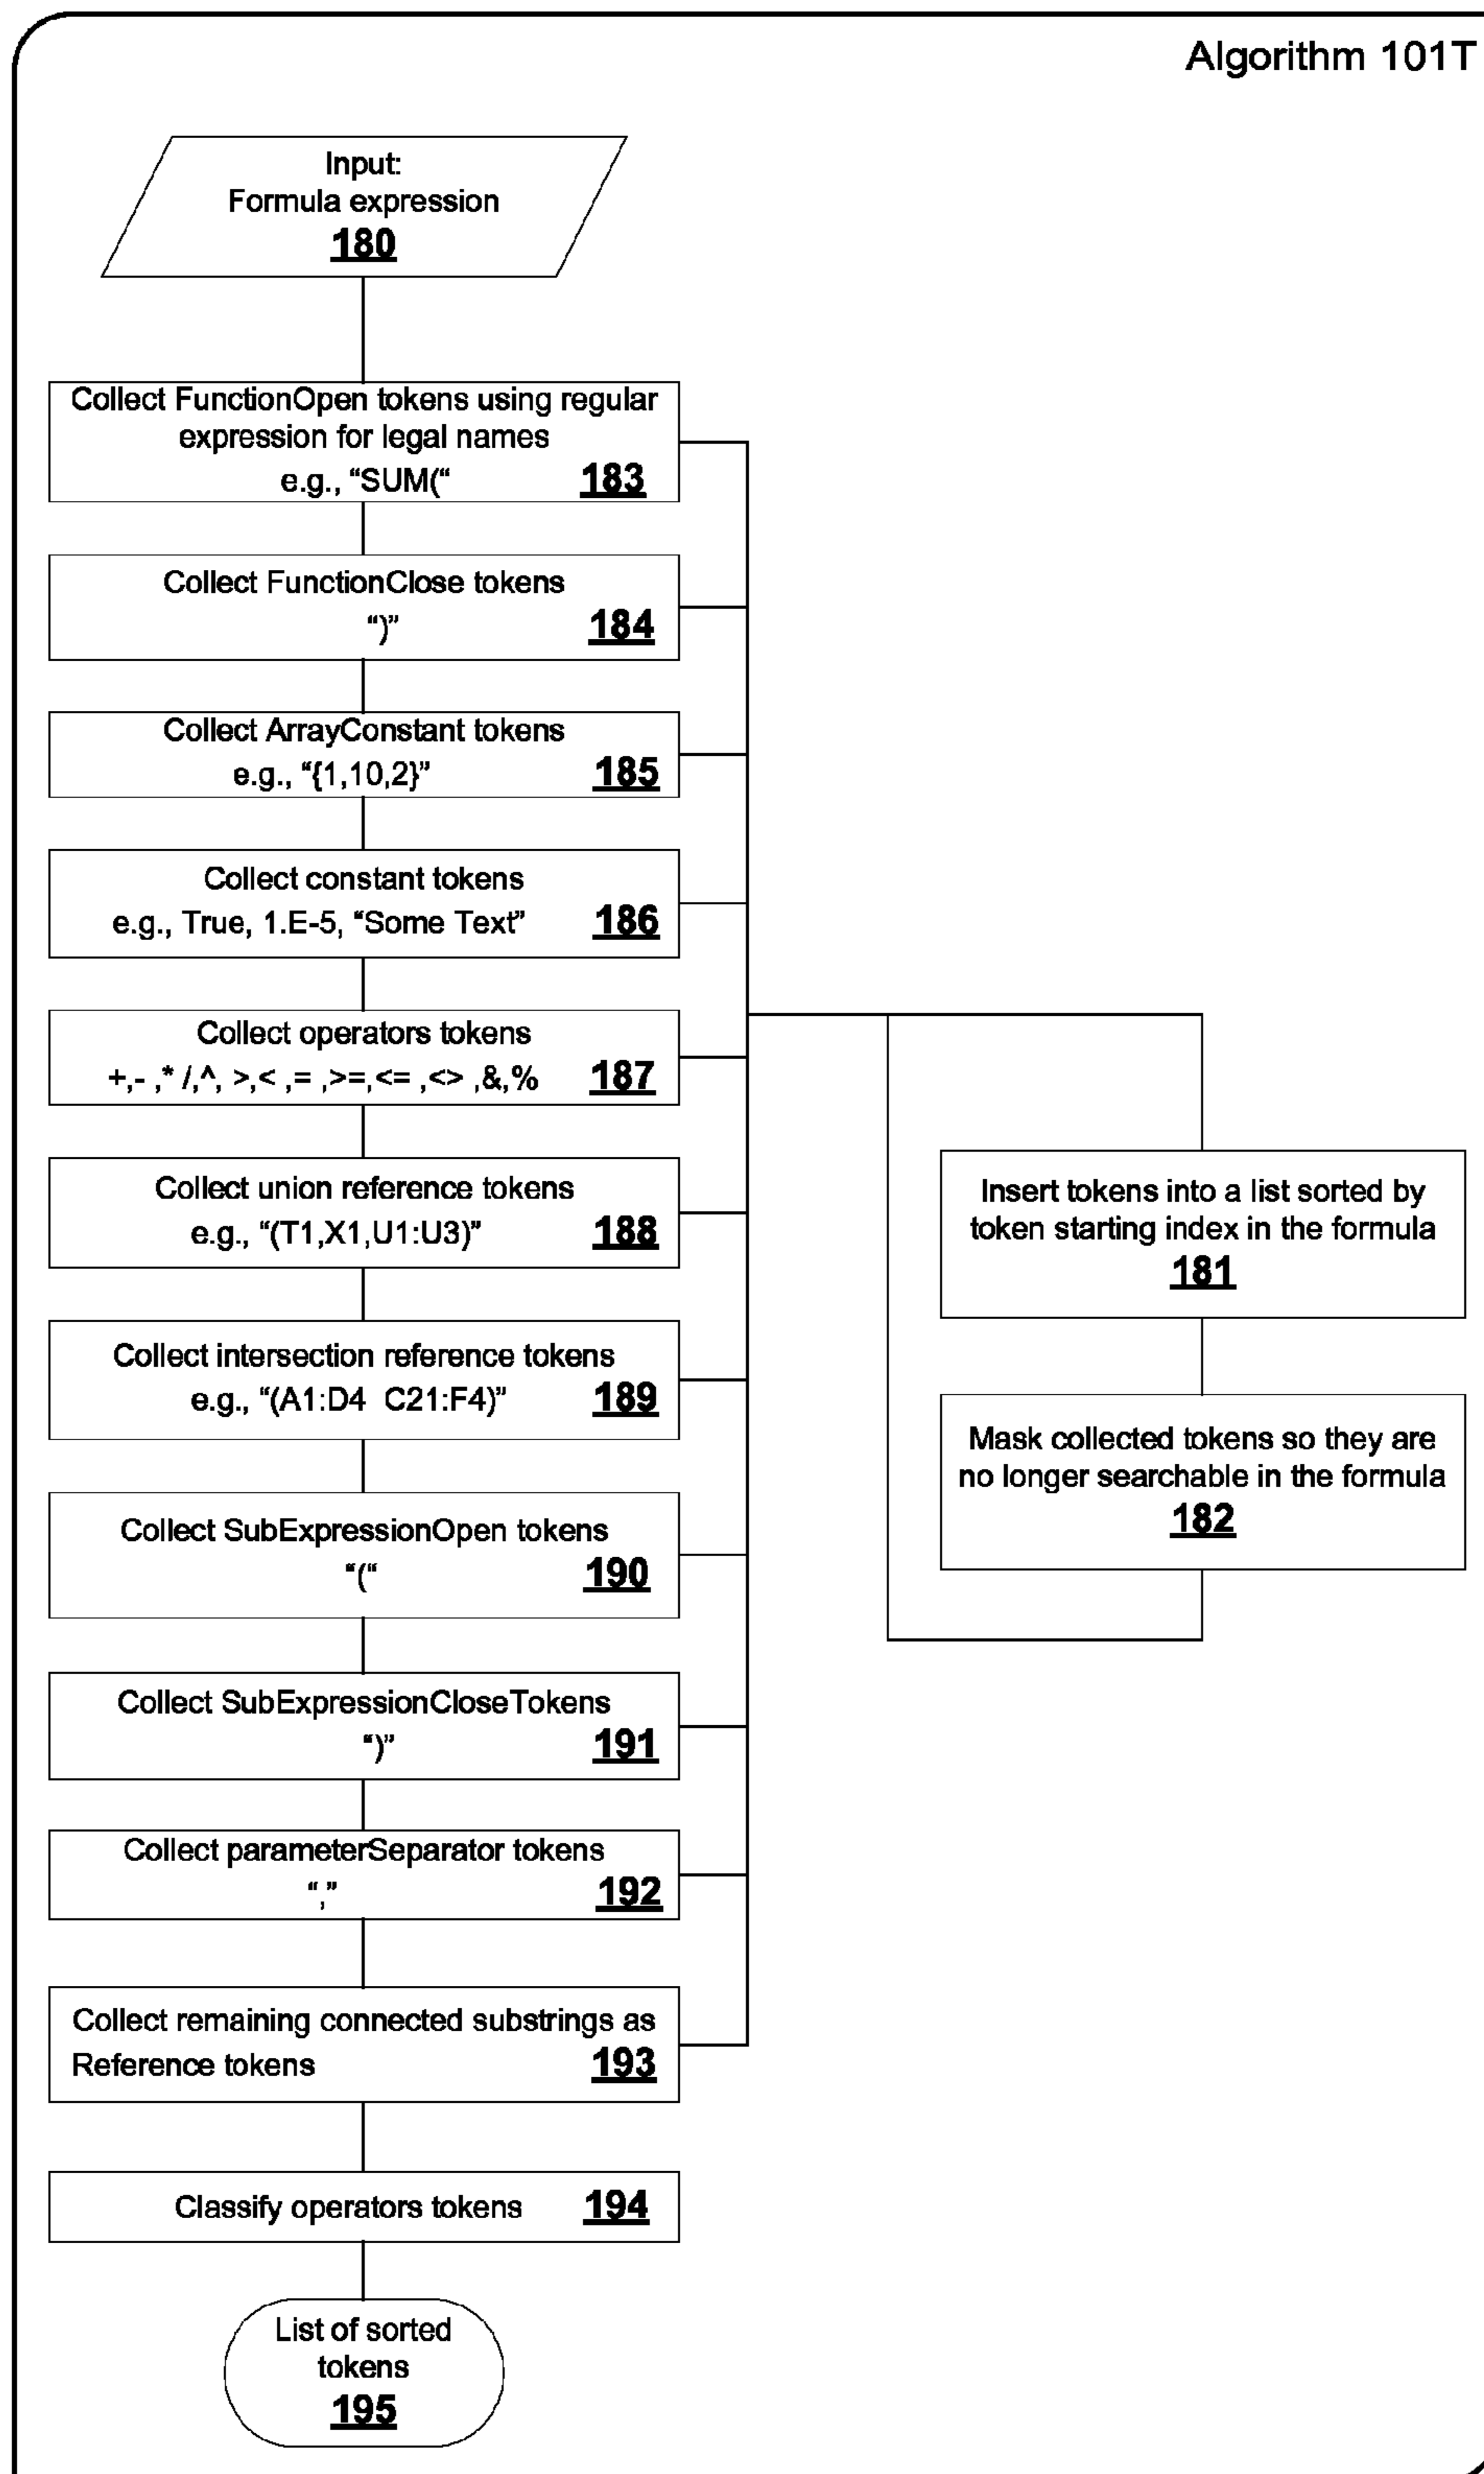 Algorithm 101T
Input:
Formula expression
180
Collect FunctionOpen tokens using regular
expression for legal names
e.g., “SUM(“ 183
Collect FunctionClose tokens
“)” 184
Collect ArrayConstant tokens
e.g., “{1,10,2}” 185
Collect constant tokens
e.g., True, 1.E-5, “Some Text” 186
Collect operators tokens
+,- ,* /,^, >,< ,= ,>=,<= ,<> ,&,% 187
Collect union reference tokens
e.g., “(T1,X1,U1:U3)” 188
Collect intersection reference tokens
e.g., “(A1:D4  C21:F4)” 189
Collect SubExpressionOpen tokens
“(“ 190
Collect SubExpressionCloseTokens
“)” 191
Collect parameterSeparator tokens
“,” 192
Collect remaining connected substrings as
Reference tokens 193
Classify operators tokens 194
List of sorted
tokens
195
Insert tokens into a list sorted by
token starting index in the formula
181
Mask collected tokens so they are
no longer searchable in the formula
182